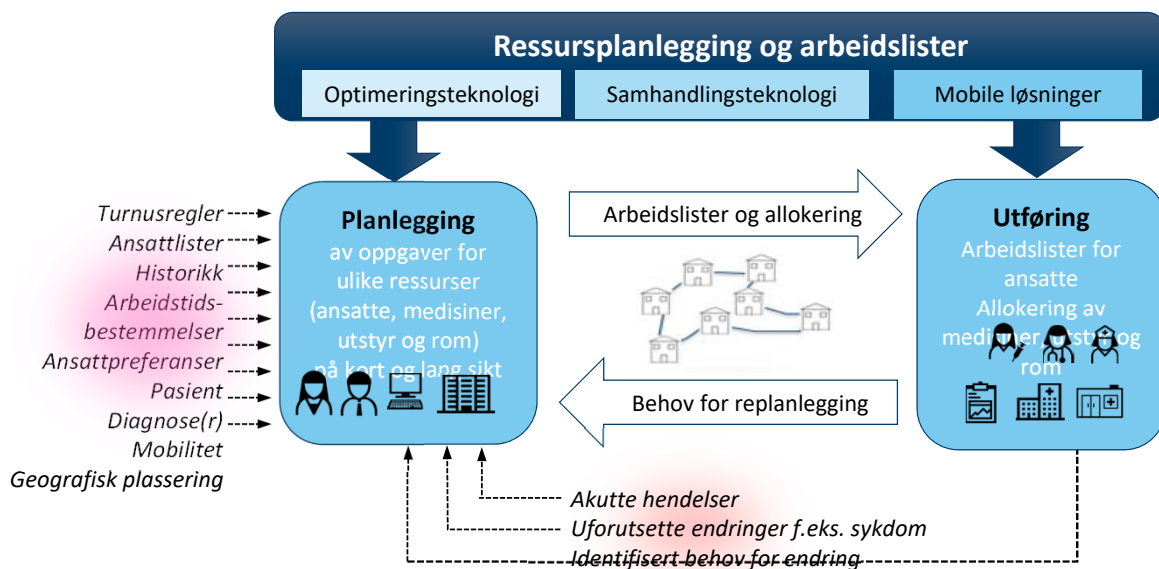 Ressursplanlegging og arbeidslister
Optimeringsteknologi
Samhandlingsteknologi
Mobile løsninger
Turnusregler
Ansattlister
Historikk
Arbeidstids-
bestemmelser
Ansattpreferanser
Pasient
Diagnose(r)
Mobilitet
Geografisk plassering
Planlegging
av oppgaver for
ulike ressurser
(ansatte, medisiner,
utstyr og rom)
på kort og lang sikt
Arbeidslister og allokering
Behov for replanlegging
Utføring
Arbeidslister for
ansatte
Allokering av
medisiner, utstyr og
rom
Akutte hendelser
Uforutsette endringer f.eks. sykdom
Identifisert behov for endring